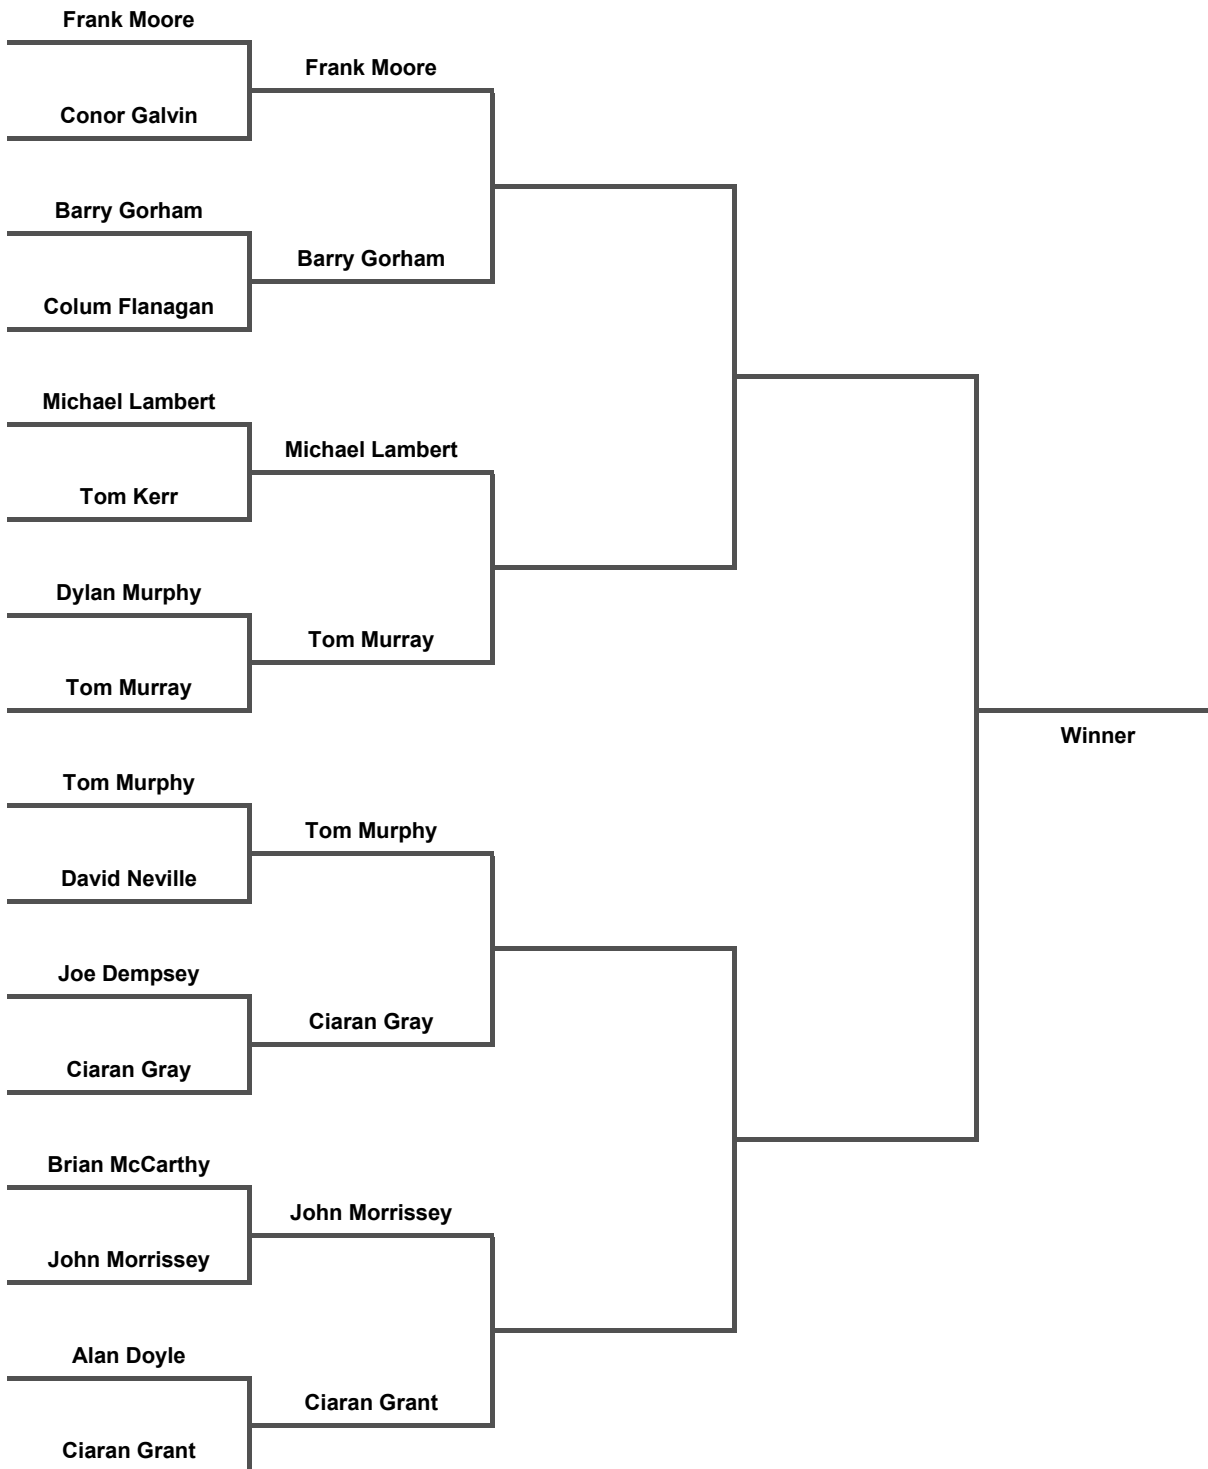 Frank Moore
Frank Moore
Conor Galvin
Barry Gorham
Barry Gorham
Colum Flanagan
Michael Lambert
Michael Lambert
Tom Kerr
Dylan Murphy
Tom Murray
Tom Murray
Winner
Tom Murphy
Tom Murphy
David Neville
Joe Dempsey
Ciaran Gray
Ciaran Gray
Brian McCarthy
John Morrissey
John Morrissey
Alan Doyle
Ciaran Grant
Ciaran Grant